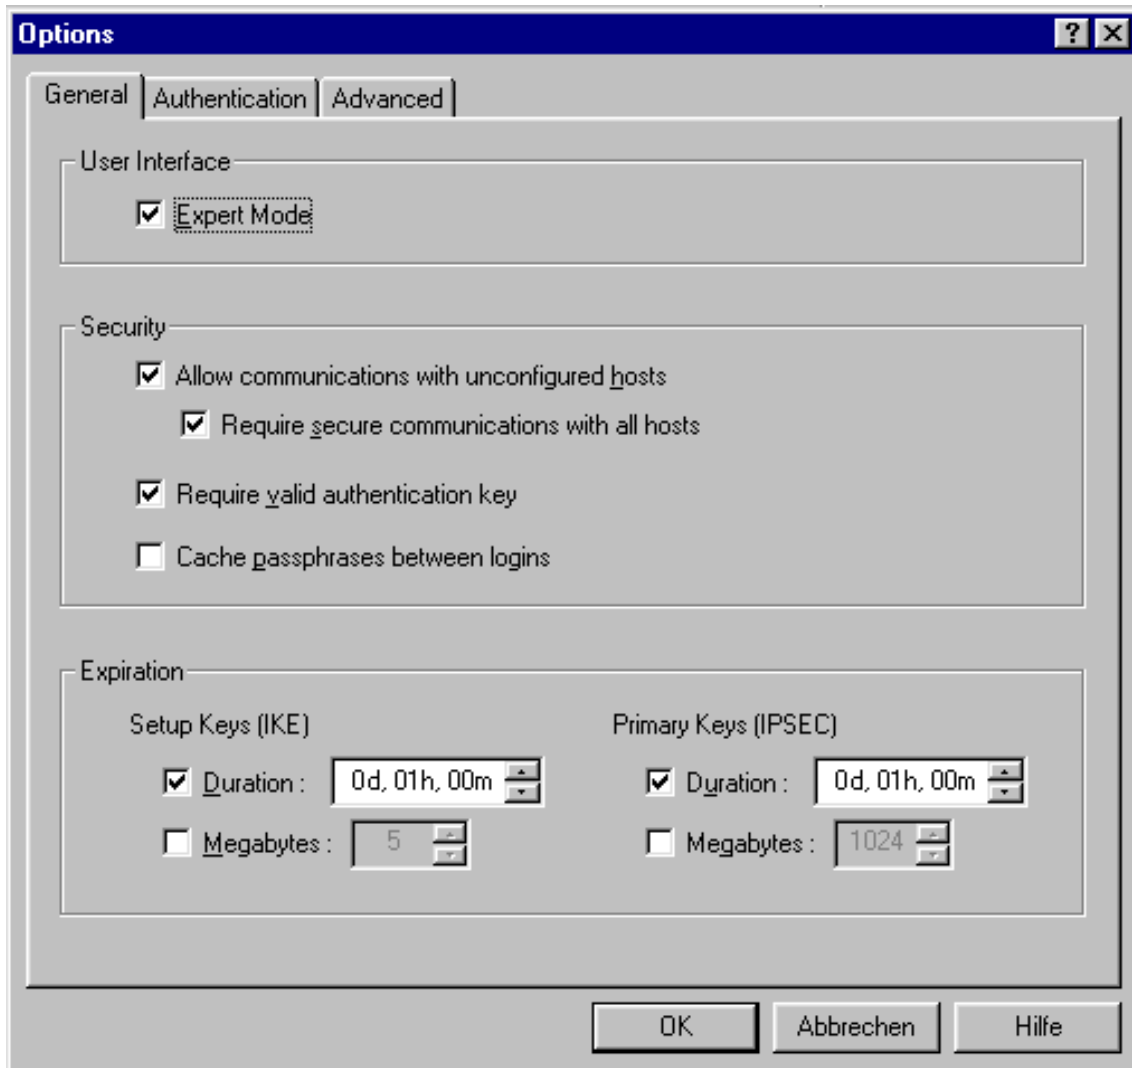 Options
General Authentication Advanced
User Interface
Expert Mode
Security
Allow communications with unconfigured hosts
Require secure communications with all hosts
Require valid authentication key
Cache passphrases between logins
Expiration
Setup Keys (IKE) Primary Keys (IPSEC)
Duration : 0d, 01h, 00m Duration : 0d, 01h, 00m
Megabytes : 5 Megabytes : 1024
OK Abbrechen Hilfe